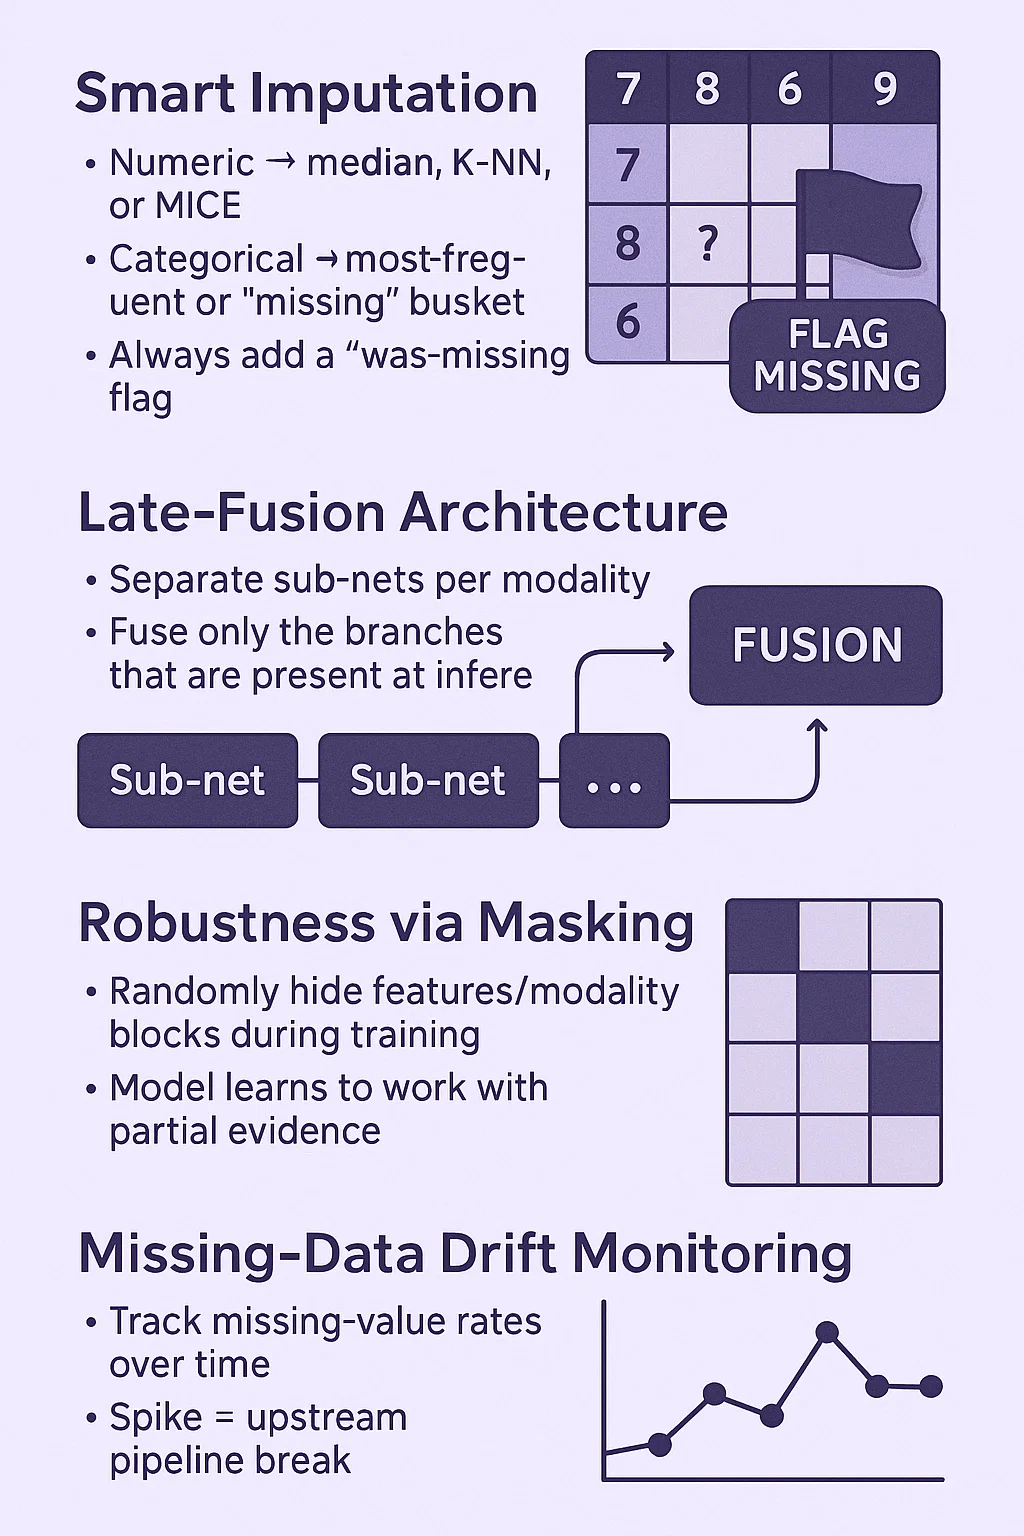 Smart Imputation
• Numeric → median, K-NN,
or MICE
• Categorical → most-freq-
uent or "missing” busket
• Always add a “was-missing
flag
7 8 6 9
7
8 ?
6
FLAG
MISSING
Late-Fusion Architecture
• Separate sub-nets per modality
• Fuse only the branches
that are present at infere
FUSION
Sub-net Sub-net ...
Robustness via Masking
• Randomly hide features/modality
blocks during training
• Model learns to work with
partial evidence
Missing-Data Drift Monitoring
• Track missing-value rates
over time
• Spike = upstream
pipeline break